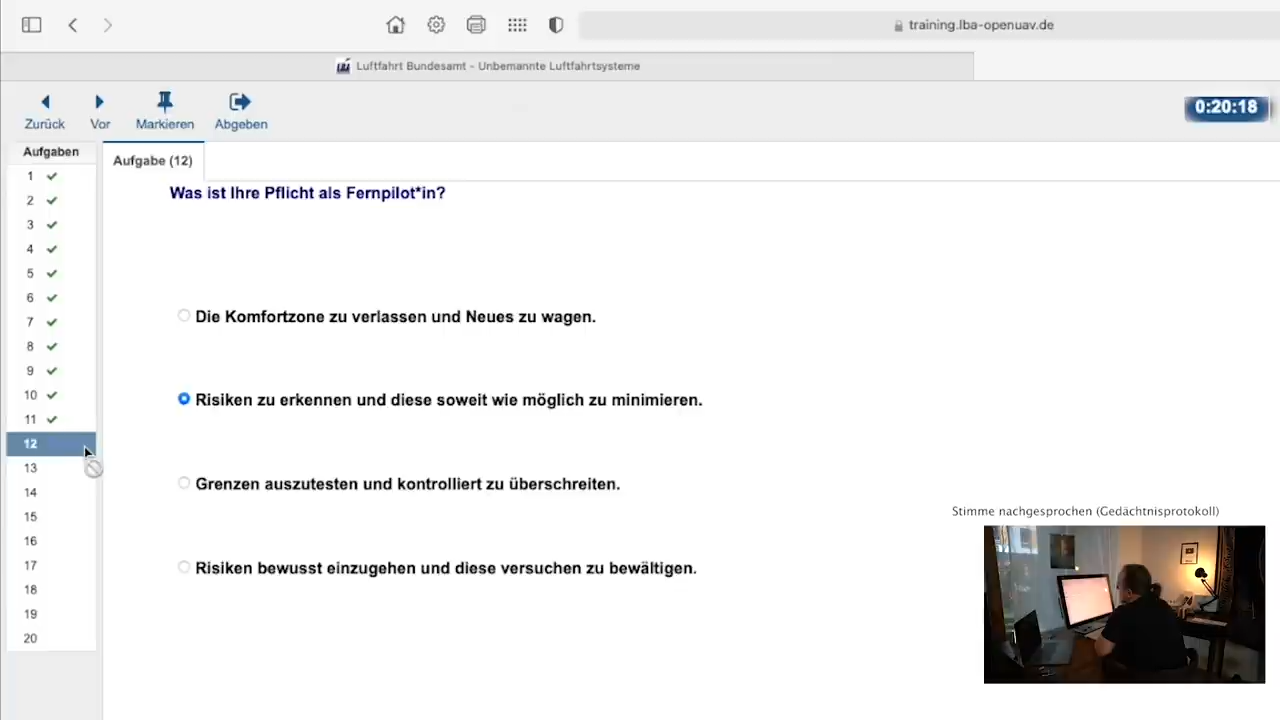 training.lba-openuav.de
Luftfahrt Bundesamt - Unbemannte Luftfahrtsysteme
Zurück
Vor
Markieren
Abgeben
0:20:18
Aufgaben
Aufgabe (12)
1
2
3
4
5
6
7
8
9
10
11
12
13
14
15
16
17
18
19
20
Was ist Ihre Pflicht als Fernpilot*in?
Die Komfortzone zu verlassen und Neues zu wagen.
Risiken zu erkennen und diese soweit wie möglich zu minimieren.
Grenzen auszutesten und kontrolliert zu überschreiten.
Risiken bewusst einzugehen und diese versuchen zu bewältigen.
Stimme nachgesprochen (Gedächtnisprotokoll)